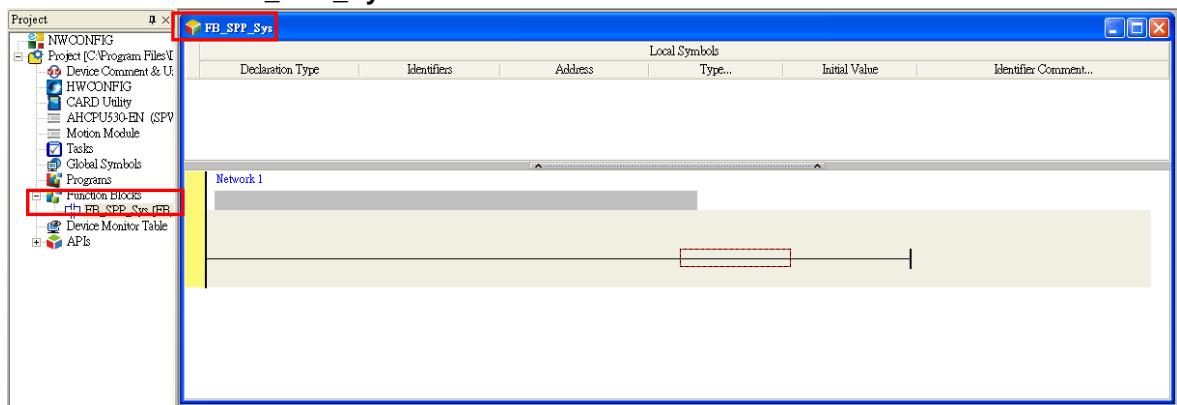 Project
NWCONFIG
Project [C:\Program Files\D
Device Comment & U:
HWCONFIG
CARD Utility
AHCPU530-EN (SPV
Motion Module
Tasks
Global Symbols
Programs
Function Blocks
FB_SPP_Sys [FB,
Device Monitor Table
APIs
FB_SPP_Sys
Local Symbols
Declaration Type Identifiers Address Type... Initial Value Identifier Comment...
Network 1